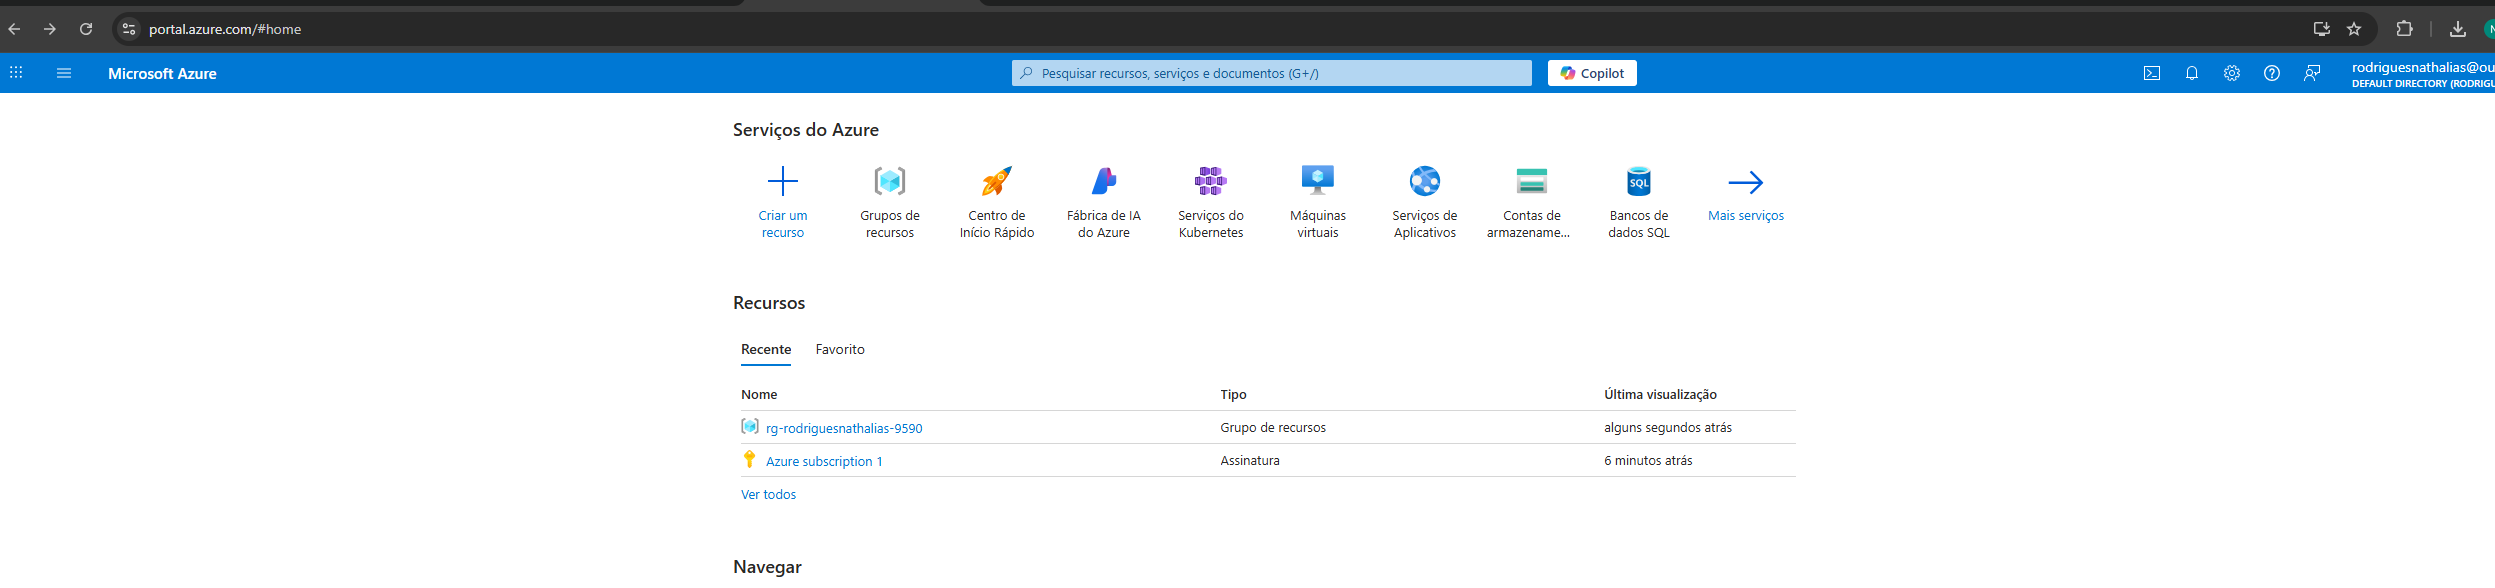 portal.azure.com/#home
Microsoft Azure
Pesquisar recursos, serviços e documentos (G+/)
Copilot
rodriguesnathalias@ou
DEFAULT DIRECTORY (RODRIGU
Serviços do Azure
Criar um
recurso
Grupos de
recursos
Centro de
Início Rápido
Fábrica de IA
do Azure
Serviços do
Kubernetes
Máquinas
virtuais
Serviços de
Aplicativos
Contas de
armazename...
SQL
Bancos de
dados SQL
Mais serviços
Recursos
Recente Favorito
Nome Tipo Última visualização
rg-rodriguesnathalias-9590 Grupo de recursos alguns segundos atrás
Azure subscription 1 Assinatura 6 minutos atrás
Ver todos
Navegar